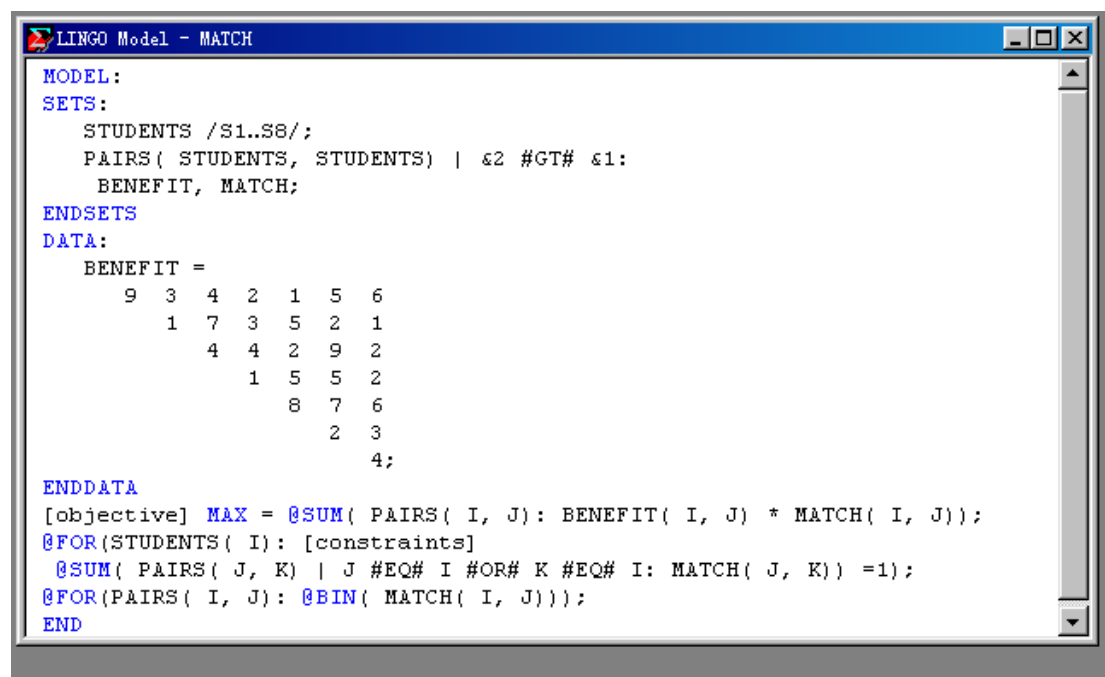 LINGO Model - MATCH
MODEL:
SETS:
   STUDENTS /S1..S8/;
   PAIRS( STUDENTS, STUDENTS) | &2 #GT# &1:
    BENEFIT, MATCH;
ENDSETS
DATA:
   BENEFIT =
      9  3  4  2  1  5  6
         1  7  3  5  2  1
            4  4  2  9  2
               1  5  5  2
                  8  7  6
                     2  3
                        4;
ENDDATA
[objective] MAX = @SUM( PAIRS( I, J): BENEFIT( I, J) * MATCH( I, J));
@FOR(STUDENTS( I): [constraints]
 @SUM( PAIRS( J, K) | J #EQ# I #OR# K #EQ# I: MATCH( J, K)) =1);
@FOR(PAIRS( I, J): @BIN( MATCH( I, J)));
END